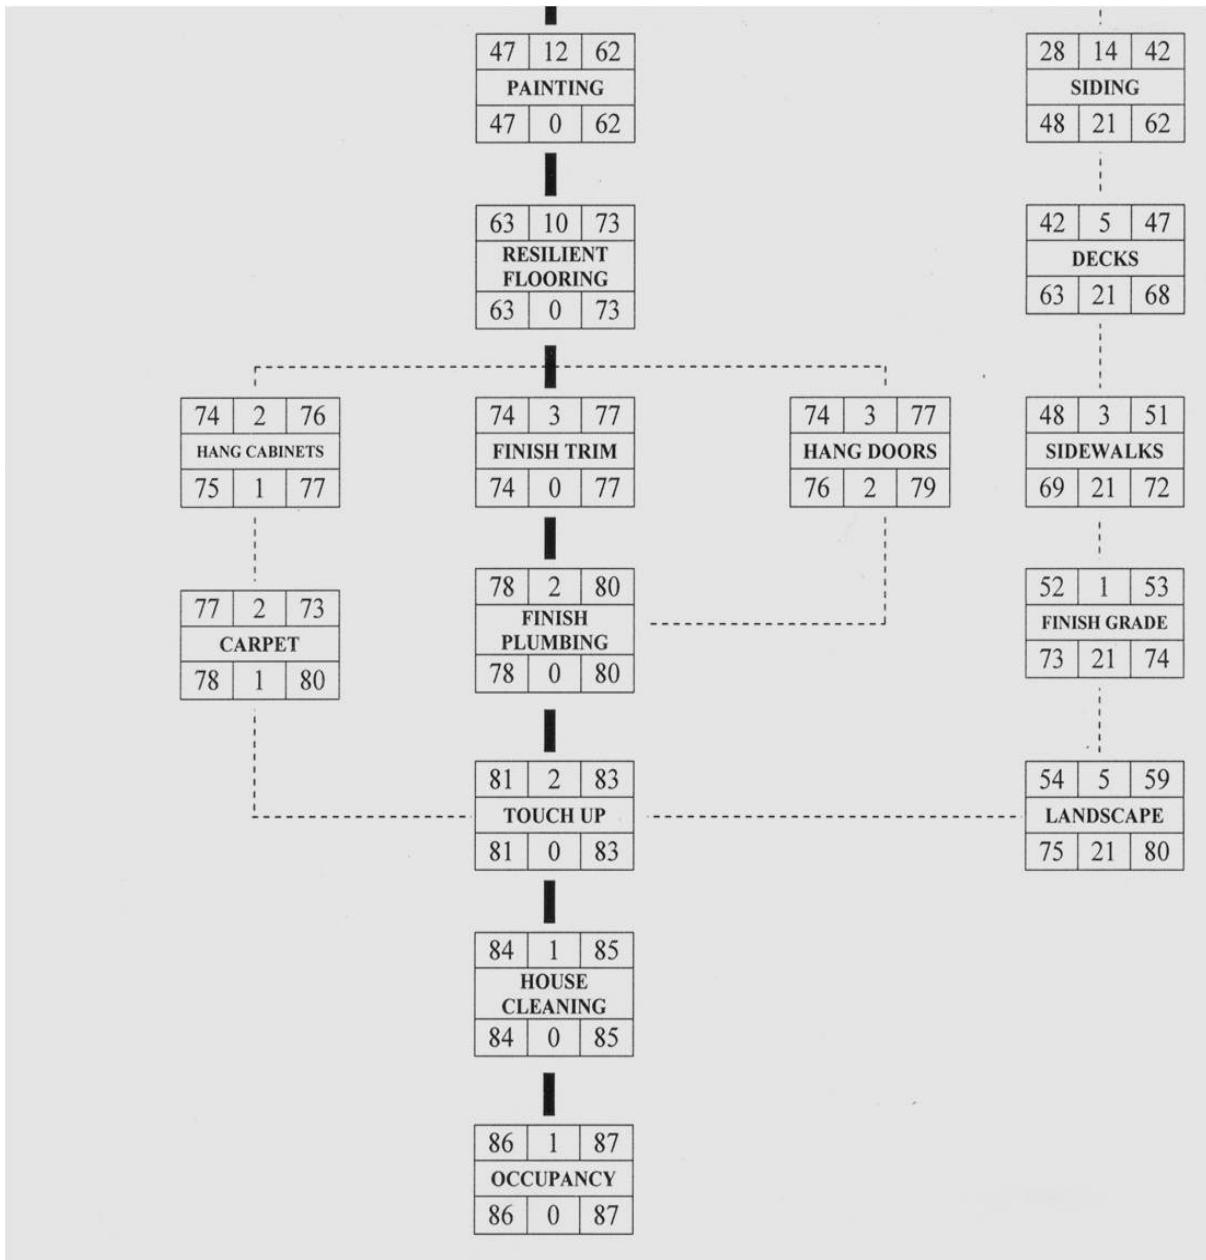 47 12 62
PAINTING
47 0 62
28 14 42
SIDING
48 21 62
63 10 73
RESILIENT
FLOORING
63 0 73
42 5 47
DECKS
63 21 68
74 2 76
HANG CABINETS
75 1 77
74 3 77
FINISH TRIM
74 0 77
74 3 77
HANG DOORS
76 2 79
48 3 51
SIDEWALKS
69 21 72
77 2 73
CARPET
78 1 80
78 2 80
FINISH
PLUMBING
78 0 80
52 1 53
FINISH GRADE
73 21 74
81 2 83
TOUCH UP
81 0 83
54 5 59
LANDSCAPE
75 21 80
84 1 85
HOUSE
CLEANING
84 0 85
86 1 87
OCCUPANCY
86 0 87